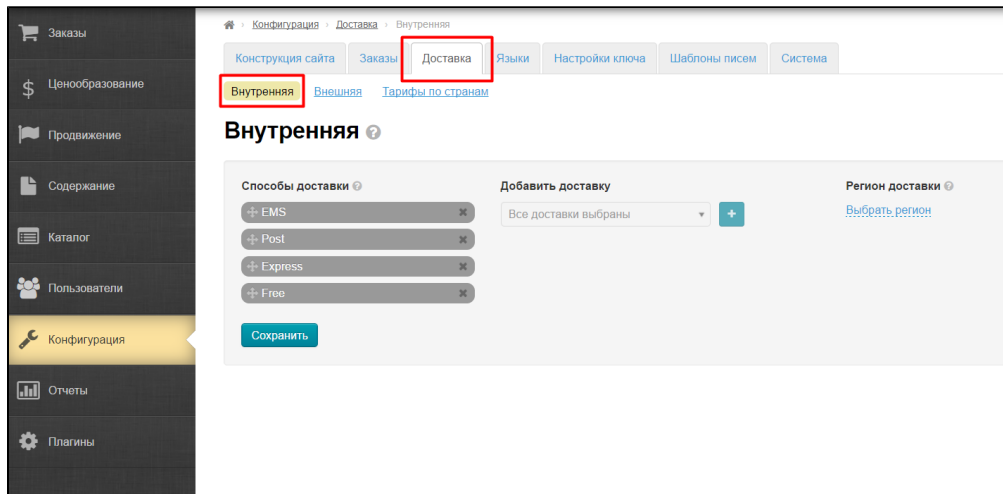 Заказы
Ценообразование
Продвижение
Содержание
Каталог
Пользователи
Конфигурация
Отчеты
Плагины
Конфигурация › Доставка › Внутренняя
Конструкция сайта Заказы Доставка Языки Настройки ключа Шаблоны писем Система
Внутренняя Внешняя Тарифы по странам
Внутренняя ?
Способы доставки ? Добавить доставку Регион доставки ?
EMS Все доставки выбраны + Выбрать регион
Post
Express
Free
Сохранить